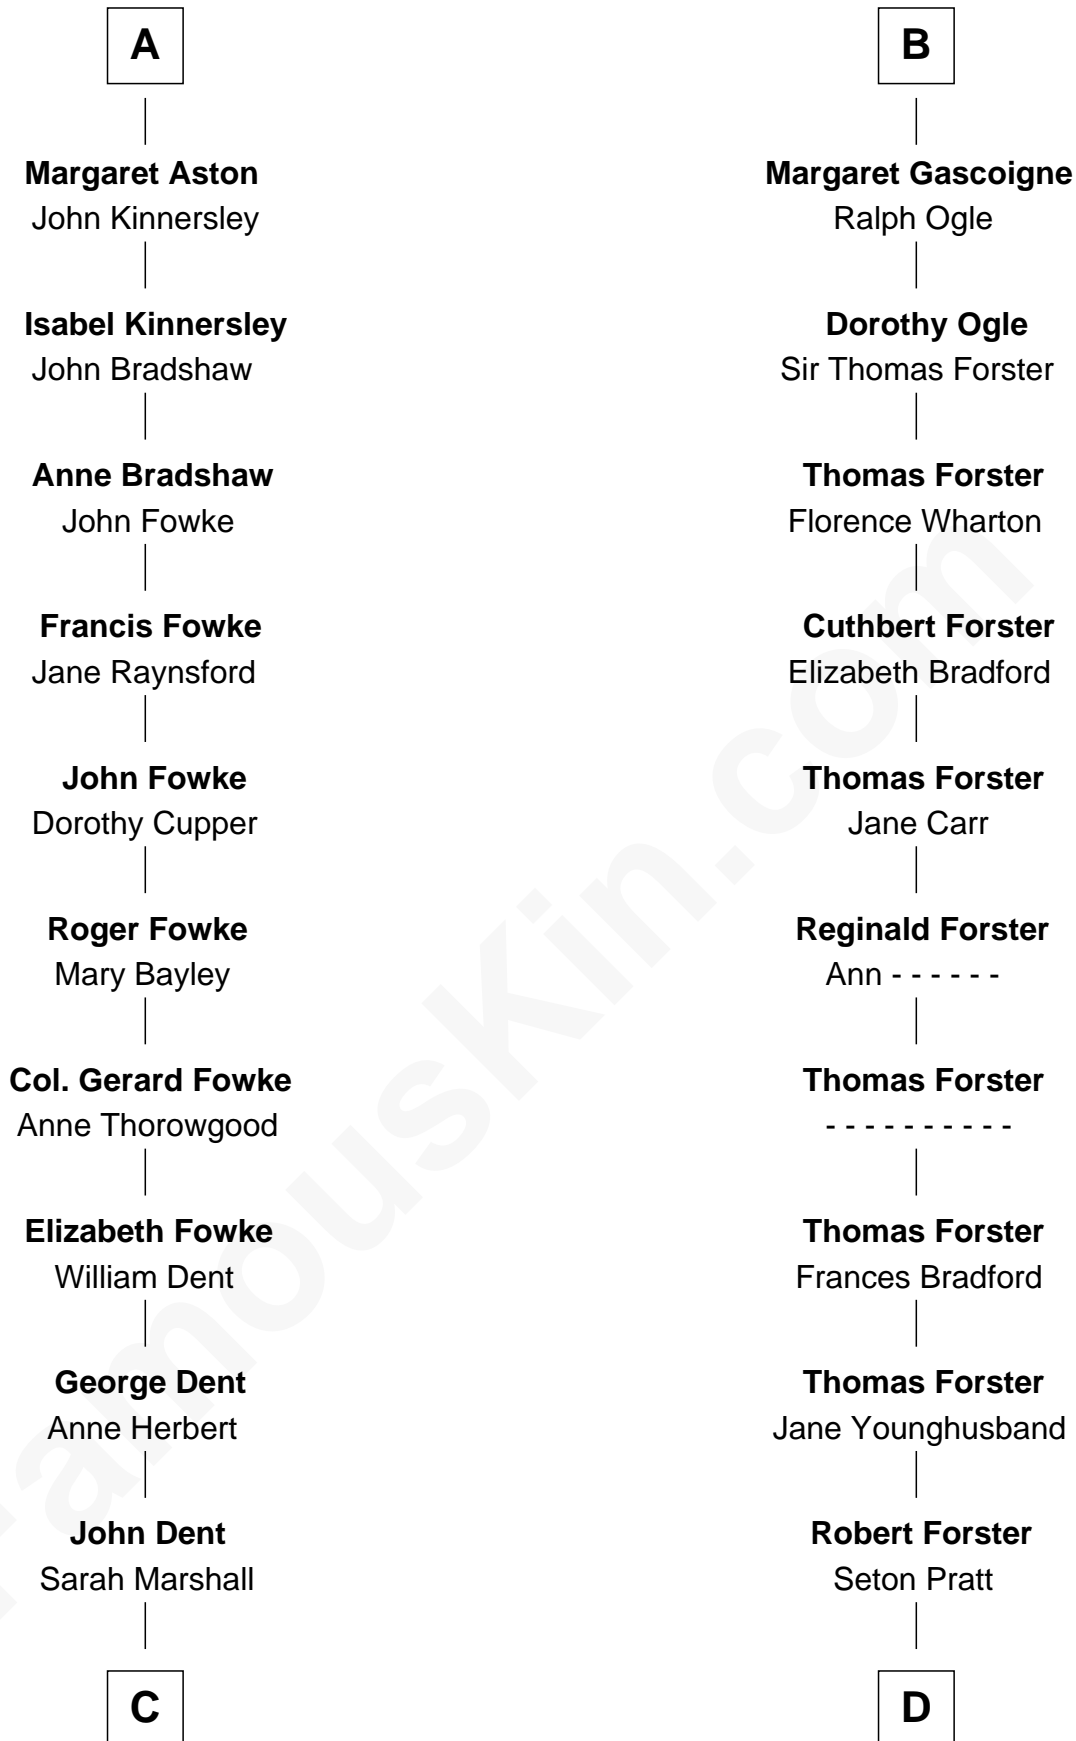 A
Margaret Aston
John Kinnersley
Isabel Kinnersley
John Bradshaw
Anne Bradshaw
John Fowke
Francis Fowke
Jane Raynsford
John Fowke
Dorothy Cupper
Roger Fowke
Mary Bayley
Col. Gerard Fowke
Anne Thorowgood
Elizabeth Fowke
William Dent
George Dent
Anne Herbert
John Dent
Sarah Marshall
C
B
Margaret Gascoigne
Ralph Ogle
Dorothy Ogle
Sir Thomas Forster
Thomas Forster
Florence Wharton
Cuthbert Forster
Elizabeth Bradford
Thomas Forster
Jane Carr
Reginald Forster
Ann - - - - - -
Thomas Forster
- - - - - - - - - -
Thomas Forster
Frances Bradford
Thomas Forster
Jane Younghusband
Robert Forster
Seton Pratt
D
FamousKin.com